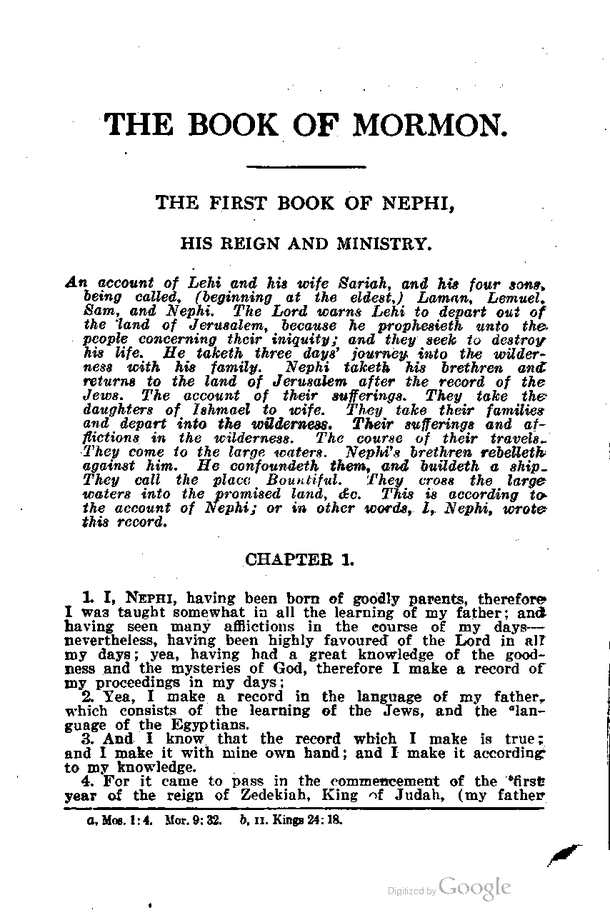 THE BOOK OF MORMON.
THE FIRST BOOK OF NEPHI,
HIS REIGN AND MINISTRY.
An account of Lehi and his wife Sariah, and his four sons,
being called, (beginning at the eldest,) Laman, Lemuel,
Sam, and Nephi. The Lord warns Lehi to depart out of
the land of Jerusalem, because he prophesieth unto the
people concerning their iniquity; and they seek to destroy
his life. He taketh three days' journey into the wilder-
ness with his family. Nephi taketh his brethren and
returns to the land of Jerusalem after the record of the
Jews. The account of their sufferings. They take the
daughters of Ishmael to wife. They take their families
and depart into the wilderness. Their sufferings and af-
flictions in the wilderness. The course of their travels.
They come to the large waters. Nephi's brethren rebelleth
against him. He confoundeth them, and buildeth a ship.
They call the place Bountiful. They cross the large
waters into the promised land, &c. This is according to
the account of Nephi; or in other words, I, Nephi, wrote
this record.
CHAPTER 1.
1. I, NEPHI, having been born of goodly parents, therefore
I was taught somewhat in all the learning of my father; and
having seen many afflictions in the course of my days—
nevertheless, having been highly favoured of the Lord in all
my days; yea, having had a great knowledge of the good-
ness and the mysteries of God, therefore I make a record of
my proceedings in my days;
2. Yea, I make a record in the language of my father,
which consists of the learning of the Jews, and the ᵃlan-
guage of the Egyptians.
3. And I know that the record which I make is true;
and I make it with mine own hand; and I make it according
to my knowledge.
4. For it came to pass in the commencement of the ᵇfirst
year of the reign of Zedekiah, King of Judah, (my father
a, Mos. 1:4. Mor. 9:32. b, II. Kings 24:18.
Digitized by Google